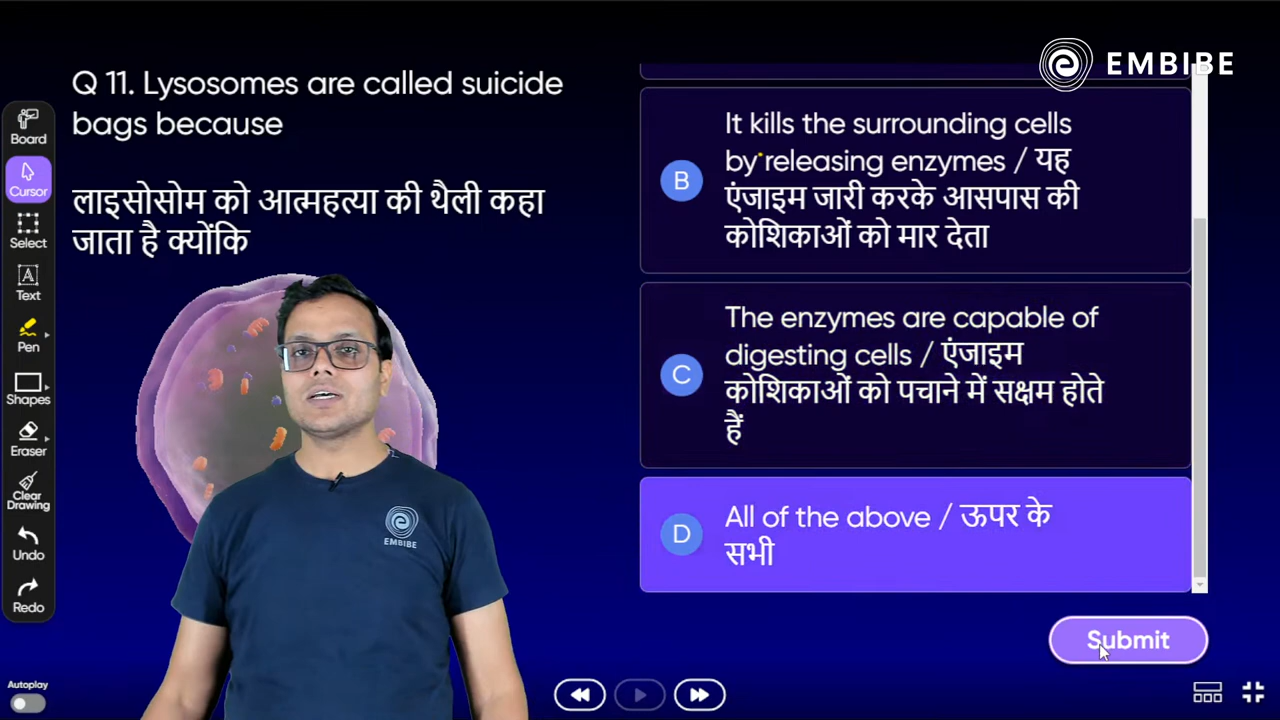 EMBIBE
Q 11. Lysosomes are called suicide
bags because
लाइसोसोम को आत्महत्या की थैली कहा
जाता है क्योंकि
Board
Cursor
Select
Text
Pen
Shapes
Eraser
Clear
Drawing
Undo
Redo
Autoplay
B
It kills the surrounding cells
by releasing enzymes / यह
एंजाइम जारी करके आसपास की
कोशिकाओं को मार देता
C
The enzymes are capable of
digesting cells / एंजाइम
कोशिकाओं को पचाने में सक्षम होते
हैं
D
All of the above / ऊपर के
सभी
Submit
EMBIBE